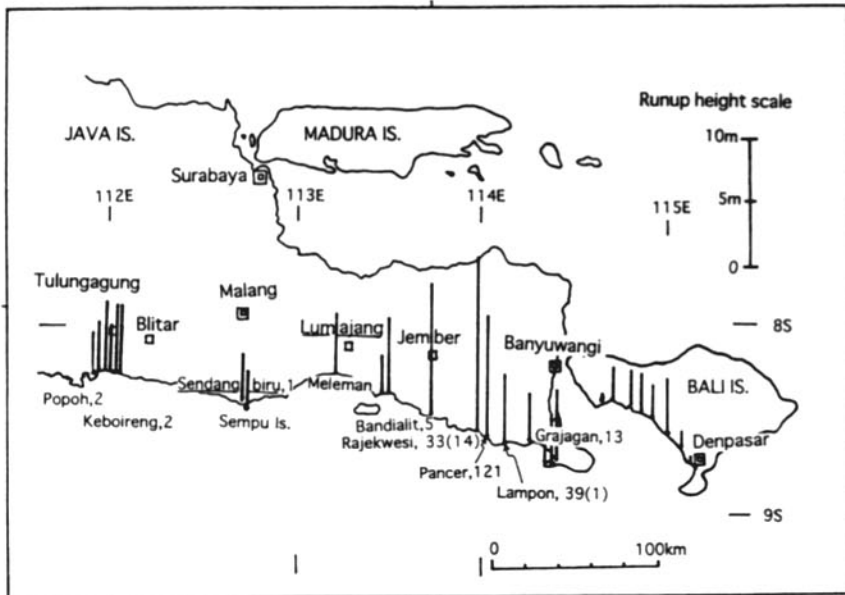 Runup height scale
10m
JAVA IS.
MADURA IS.
Surabaya
5m
112E
113E
114E
115E
0
Tulungagung
Malang
Blitar
Lumajang
Jember
8S
Banyuwangi
Sendang biru,1
Meleman
BALI IS.
Popoh,2
Keboireng,2
Sempu Is.
Bandialit,5
Rajekwesi, 33(14)
Grajagan,13
Denpasar
Pancer,121
Lampon, 39(1)
9S
0
100km